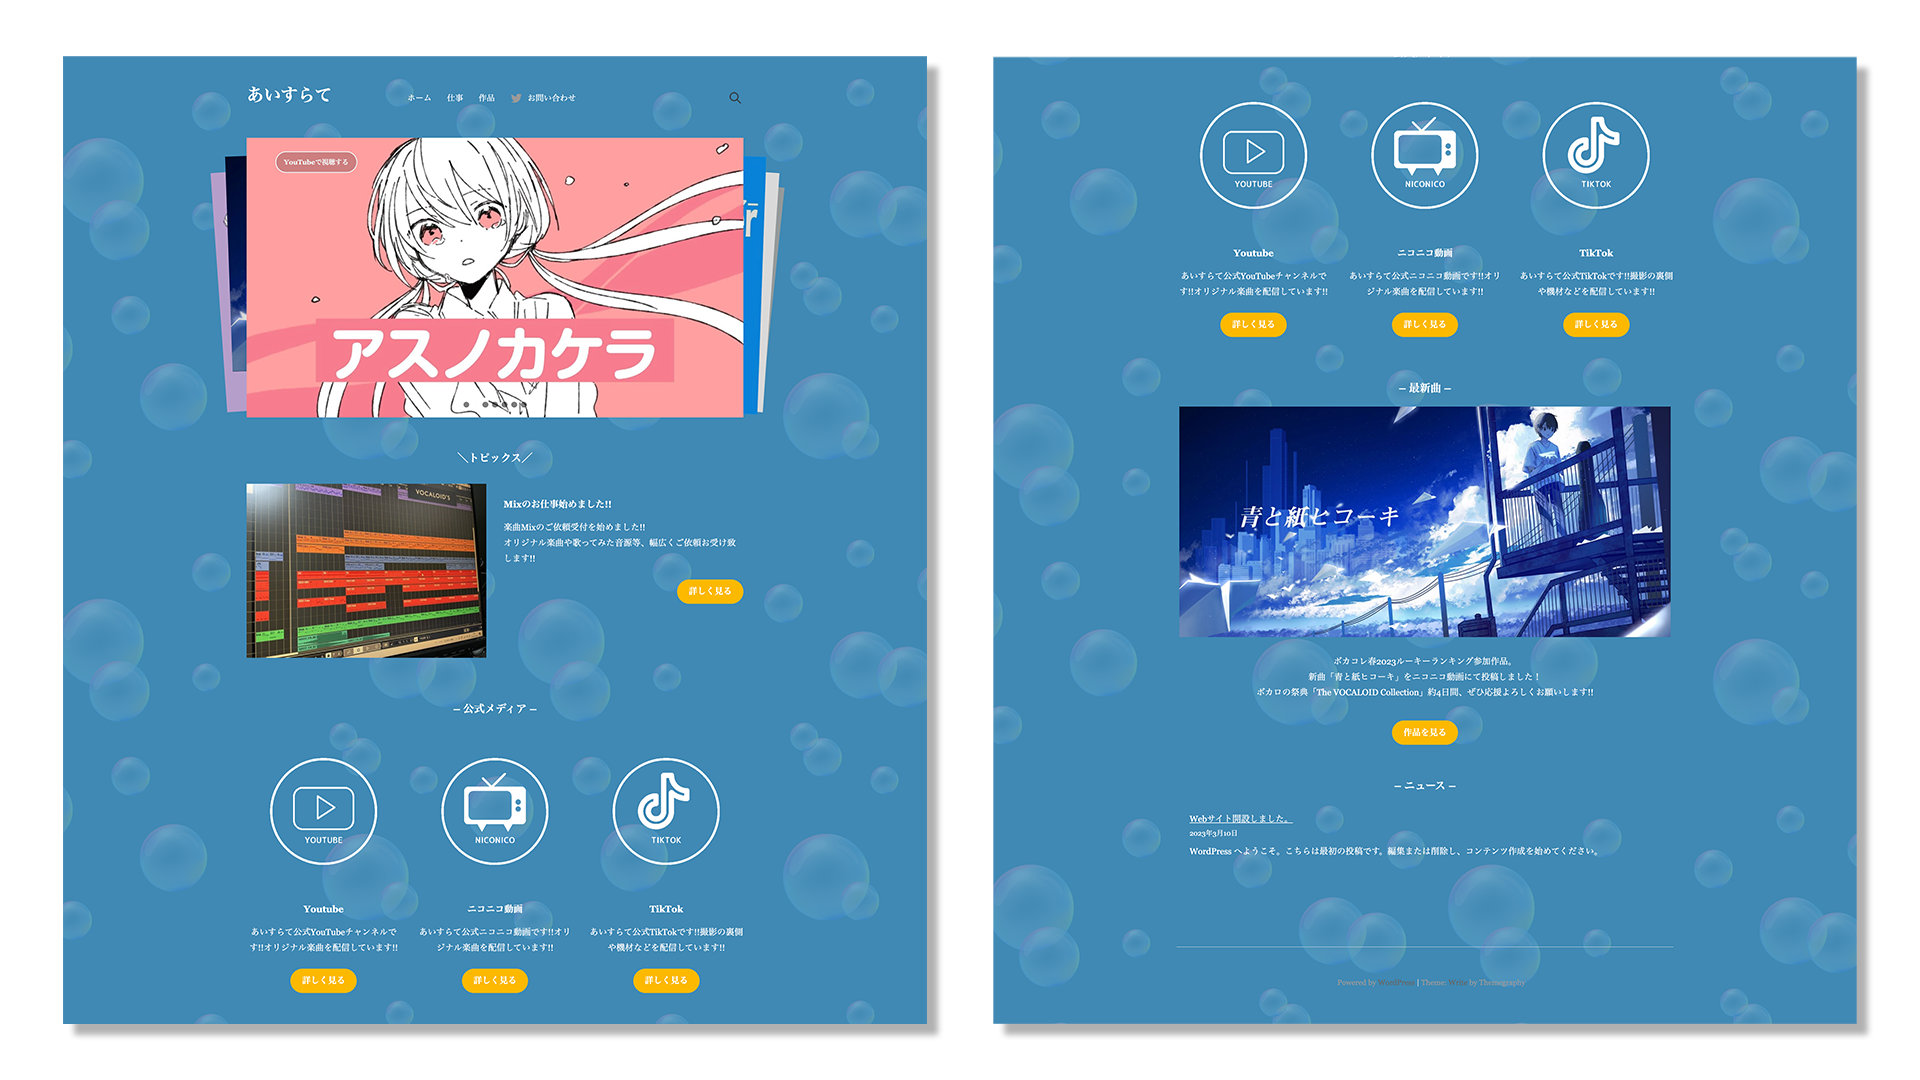 あいすらて
ホーム 仕事 作品 お問い合わせ
YouTubeで視聴する
アスノカケラ
＼トピックス／
VOCALOID5
Mixのお仕事始めました!!
楽曲Mixのご依頼受付を始めました!!
オリジナル楽曲や歌ってみた音源等、幅広くご依頼お受け致
します!!
詳しく見る
– 公式メディア –
YOUTUBE
NICONICO
TIKTOK
Youtube
あいすらて公式YouTubeチャンネルで
す!!オリジナル楽曲を配信しています!!
詳しく見る
ニコニコ動画
あいすらて公式ニコニコ動画です!!オリ
ジナル楽曲を配信しています!!
詳しく見る
TikTok
あいすらて公式TikTokです!!撮影の裏側
や機材などを配信しています!!
詳しく見る
YOUTUBE
NICONICO
TIKTOK
Youtube
あいすらて公式YouTubeチャンネルで
す!!オリジナル楽曲を配信しています!!
詳しく見る
ニコニコ動画
あいすらて公式ニコニコ動画です!!オリ
ジナル楽曲を配信しています!!
詳しく見る
TikTok
あいすらて公式TikTokです!!撮影の裏側
や機材などを配信しています!!
詳しく見る
– 最新曲 –
青と紙ヒコーキ
ボカコレ春2023ルーキーランキング参加作品。
新曲「青と紙ヒコーキ」をニコニコ動画にて投稿しました！
ボカロの祭典「The VOCALOID Collection」約4日間、ぜひ応援よろしくお願いします!!
作品を見る
– ニュース –
Webサイト開設しました。
2023年3月10日
WordPress へようこそ。こちらは最初の投稿です。編集または削除し、コンテンツ作成を始めてください。
Powered by WordPress | Theme: Write by Themegraphy